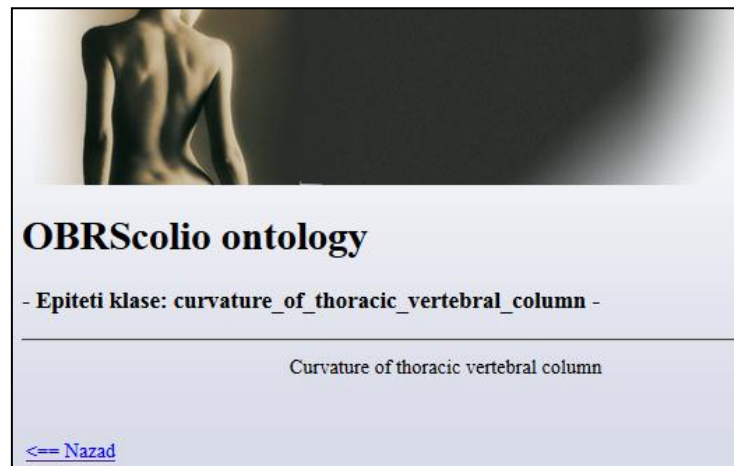 OBRScolio ontology
- Epiteti klase: curvature_of_thoracic_vertebral_column -
Curvature of thoracic vertebral column
<== Nazad